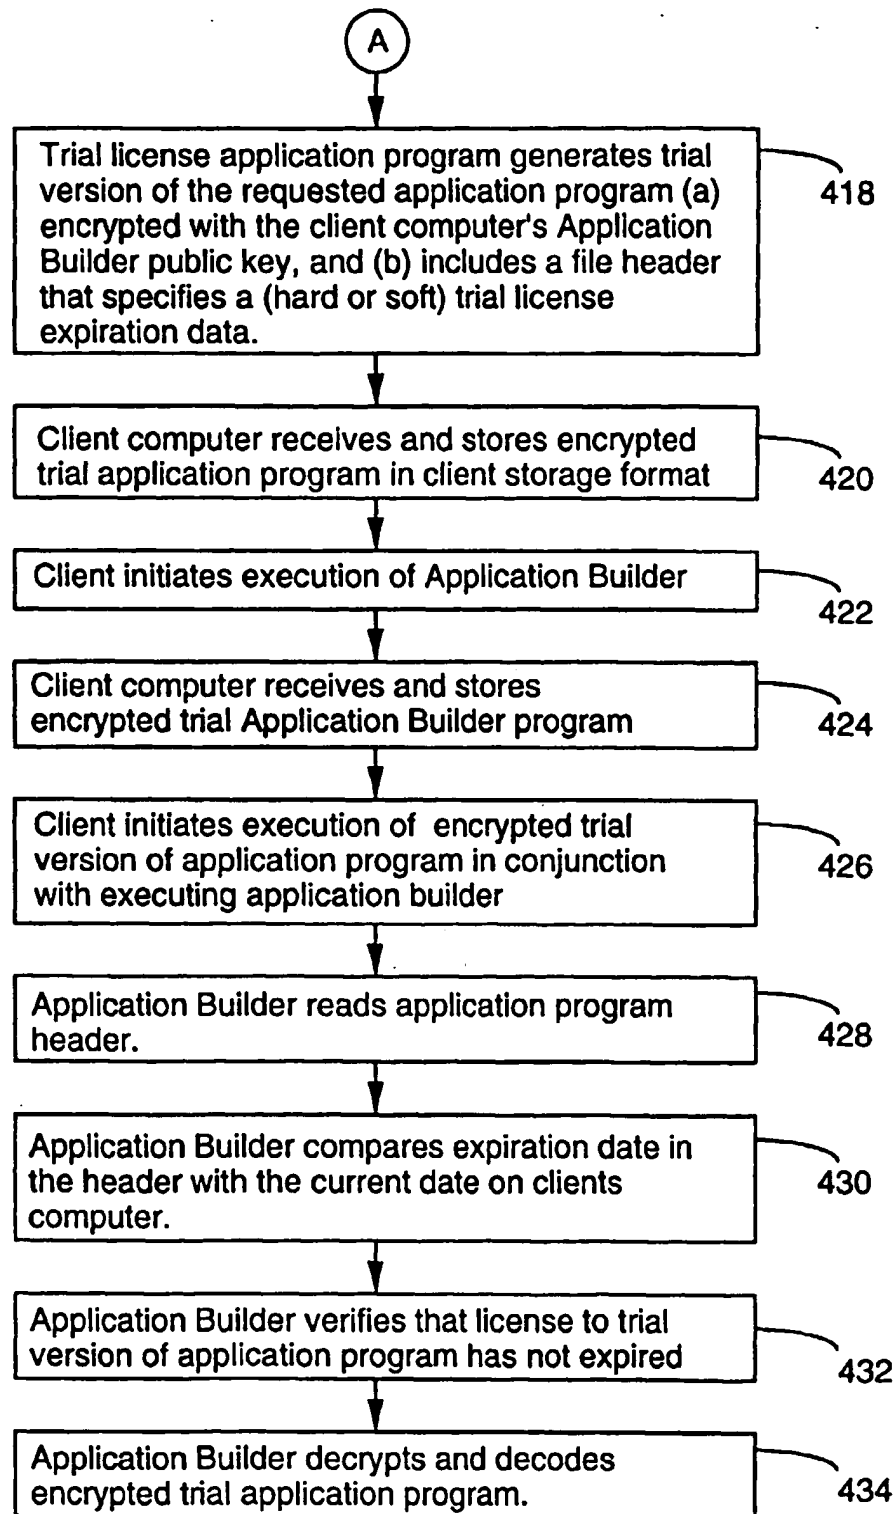 A
Trial license application program generates trial
version of the requested application program (a)
encrypted with the client computer's Application
Builder public key, and (b) includes a file header
that specifies a (hard or soft) trial license
expiration data.
418
Client computer receives and stores encrypted
trial application program in client storage format
420
Client initiates execution of Application Builder
422
Client computer receives and stores
encrypted trial Application Builder program
424
Client initiates execution of encrypted trial
version of application program in conjunction
with executing application builder
426
Application Builder reads application program
header.
428
Application Builder compares expiration date in
the header with the current date on clients
computer.
430
Application Builder verifies that license to trial
version of application program has not expired
432
Application Builder decrypts and decodes
encrypted trial application program.
434